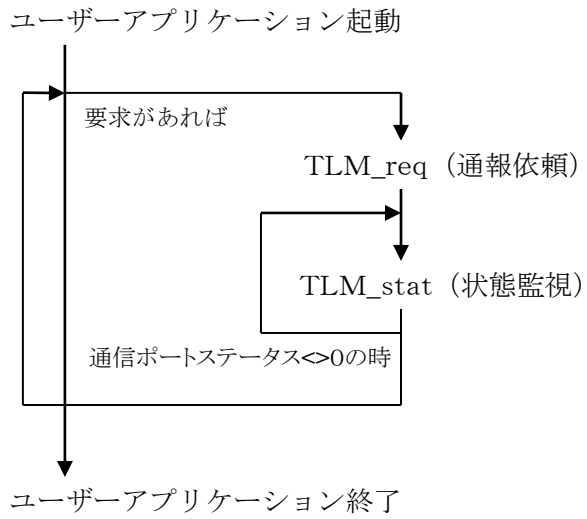 ユーザーアプリケーション起動
要求があれば
TLM_req（通報依頼）
TLM_stat（状態監視）
通信ポートステータス<>0の時
ユーザーアプリケーション終了